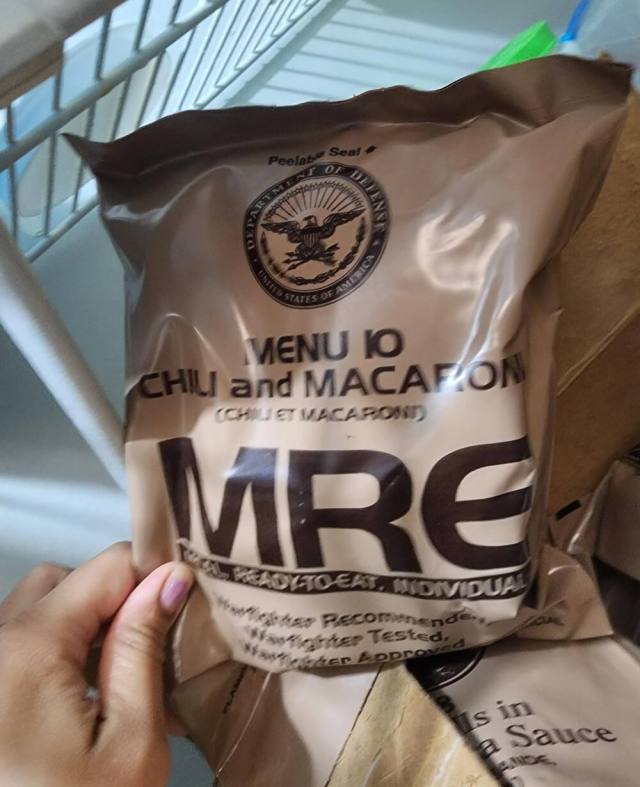 Peelable Seal
DEPARTMENT OF DEFENSE
UNITED STATES OF AMERICA
MENU 10
CHILI and MACARONI
(CHILI ET MACARONI)
MRE
READY-TO-EAT, INDIVIDUAL
Warfighter Recommended,
Warfighter Tested,
Warfighter Approved
in
a Sauce